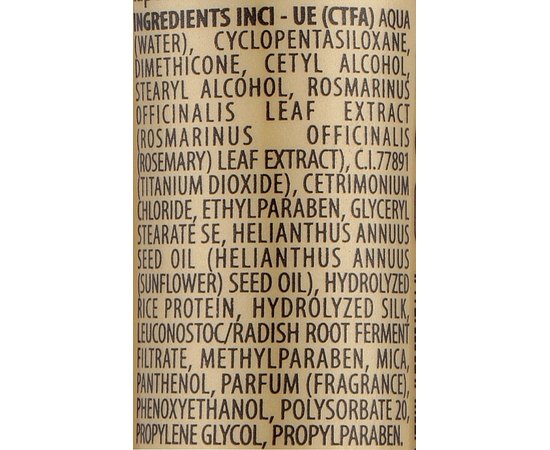 INGREDIENTS INCI - UE (CTFA) AQUA
(WATER), CYCLOPENTASILOXANE,
DIMETHICONE, CETYL ALCOHOL,
STEARYL ALCOHOL, ROSMARINUS
OFFICINALIS LEAF EXTRACT
(ROSMARINUS OFFICINALIS
(ROSEMARY) LEAF EXTRACT), C.I.77891
(TITANIUM DIOXIDE), CETRIMONIUM
CHLORIDE, ETHYLPARABEN, GLYCERYL
STEARATE SE, HELIANTHUS ANNUUS
SEED OIL (HELIANTHUS ANNUUS
(SUNFLOWER) SEED OIL), HYDROLYZED
RICE PROTEIN, HYDROLYZED SILK,
LEUCONOSTOC/RADISH ROOT FERMENT
FILTRATE, METHYLPARABEN, MICA,
PANTHENOL, PARFUM (FRAGRANCE),
PHENOXYETHANOL, POLYSORBATE 20,
PROPYLENE GLYCOL, PROPYLPARABEN.